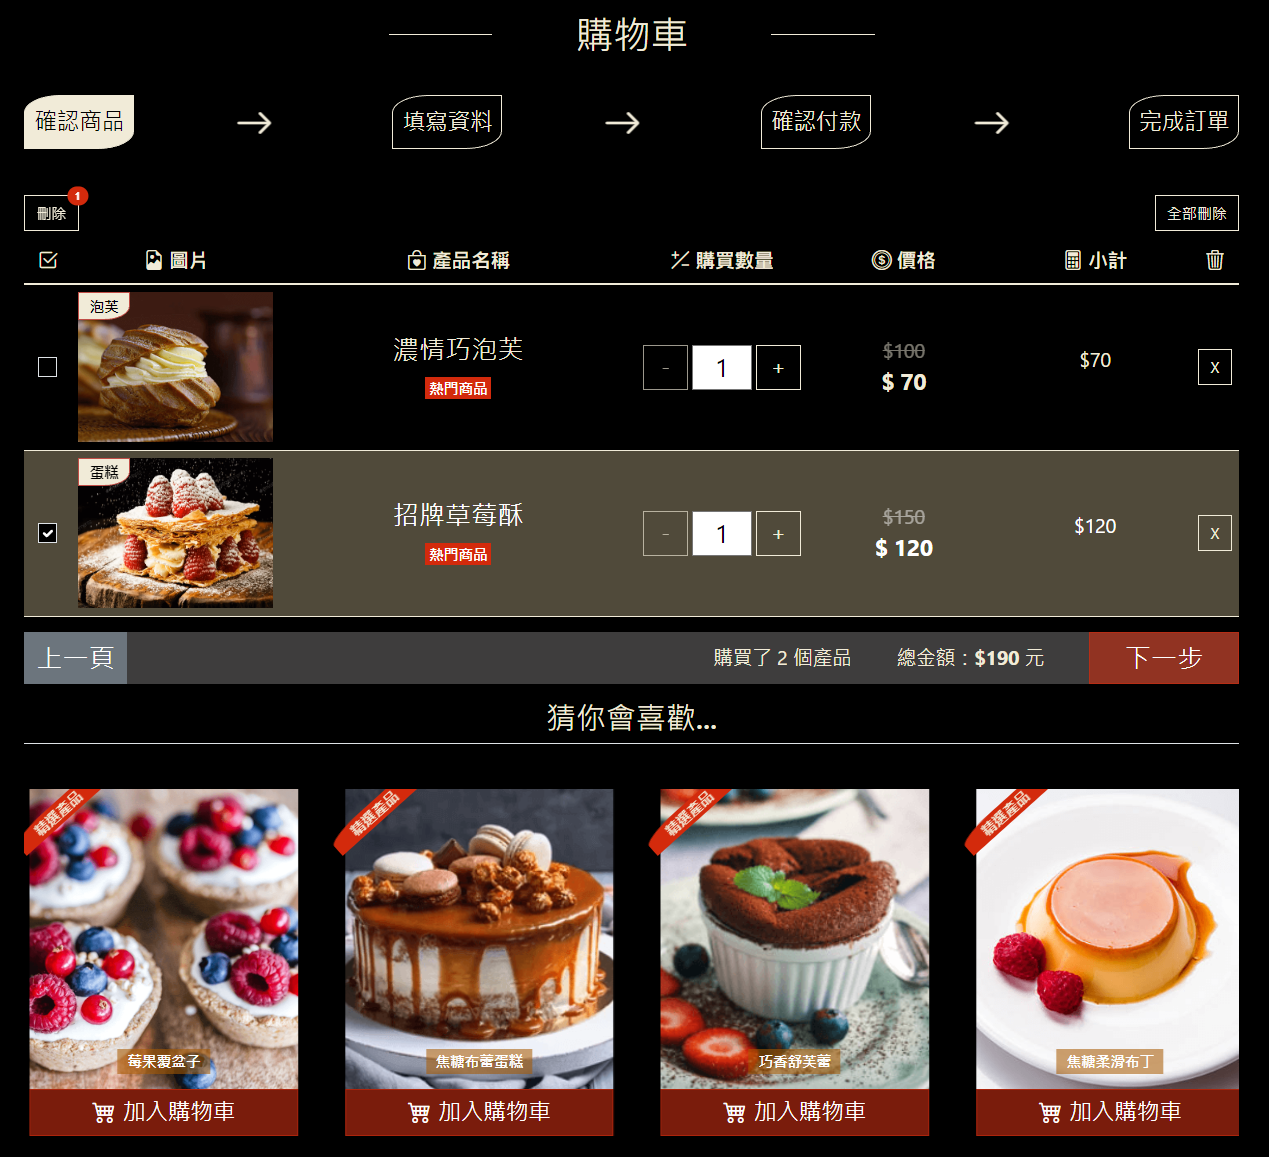 購物車
確認商品
填寫資料
確認付款
完成訂單
刪除 1
全部刪除
圖片 產品名稱 購買數量 價格 小計
泡芙
濃情巧泡芙
熱門商品
- 1 +
$100
$ 70
$70
X
蛋糕
招牌草莓酥
熱門商品
- 1 +
$150
$ 120
$120
X
上一頁
購買了 2 個產品
總金額：$190 元
下一步
猜你會喜歡...
精選產品
莓果覆盆子
加入購物車
精選產品
焦糖布蕾蛋糕
加入購物車
精選產品
巧香舒芙蕾
加入購物車
精選產品
焦糖柔滑布丁
加入購物車